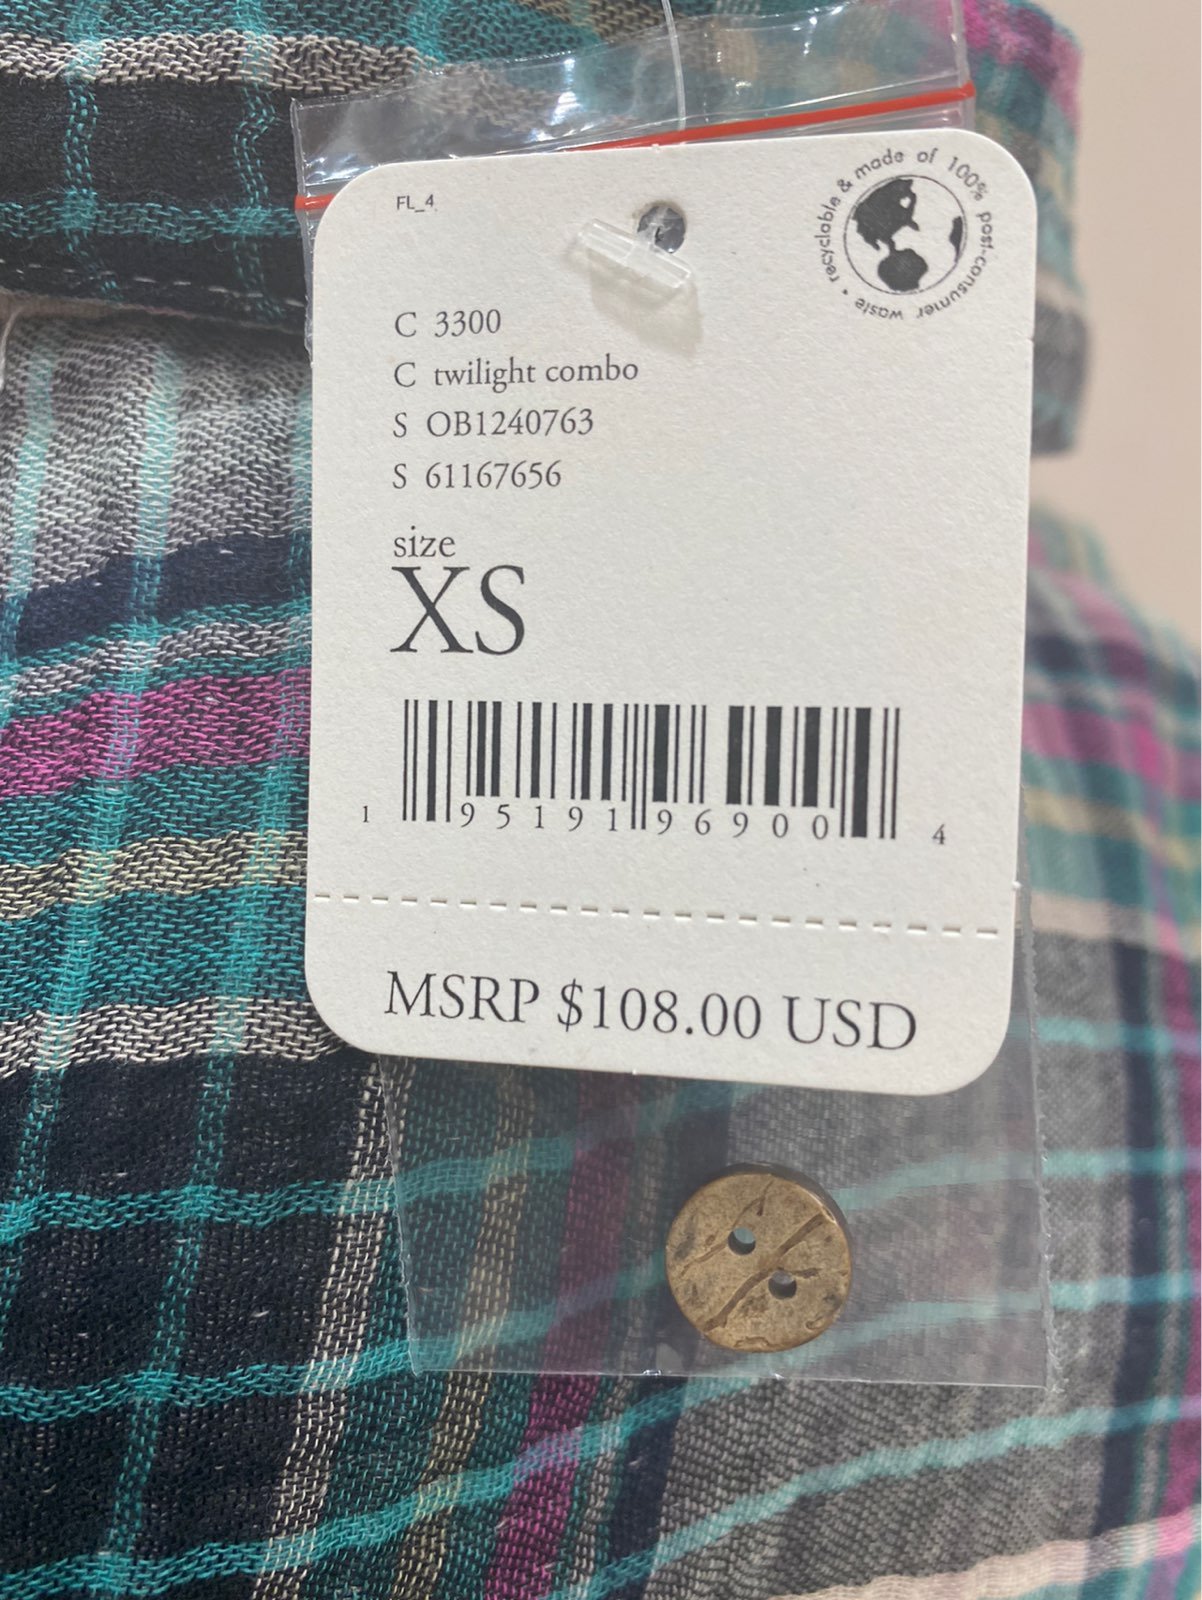 FL_4
recyclable & made of 100% post-consumer waste •
C 3300
C twilight combo
S OB1240763
S 61167656
size
XS
1 95191 96900 4
MSRP $108.00 USD